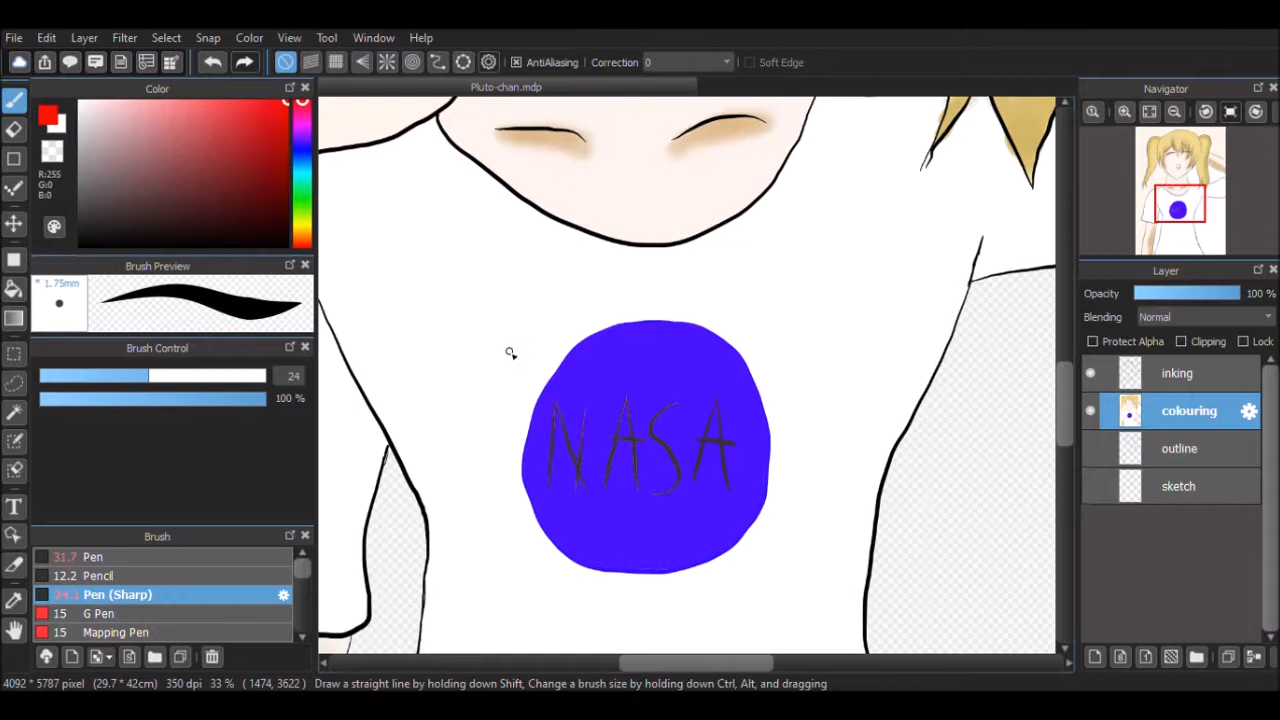 File Edit Layer Filter Select Snap Color View Tool Window Help
AntiAliasing Correction 0 Soft Edge
Color
R:255
G:0
B:0
Brush Preview
* 1.75mm
Brush Control
24
100 %
Brush
31.7 Pen
12.2 Pencil
24.1 Pen (Sharp)
15 G Pen
15 Mapping Pen
Pluto-chan.mdp
NASA
Navigator
Layer
Opacity 100 %
Blending Normal
Protect Alpha Clipping Lock
inking
colouring
outline
sketch
4092 * 5787 pixel (29.7 * 42cm) 350 dpi 33 % ( 1474, 3622 ) Draw a straight line by holding down Shift, Change a brush size by holding down Ctrl, Alt, and dragging